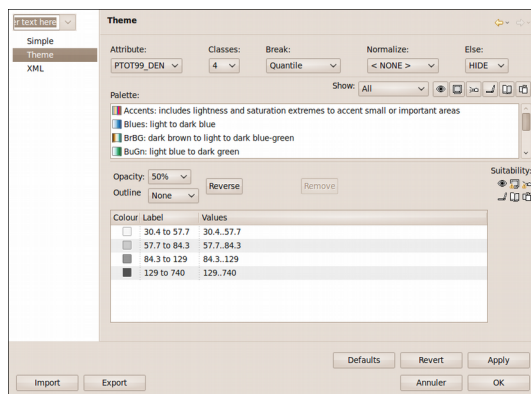 er text here
Theme
Simple
Theme
XML
Attribute:
Classes:
Break:
Normalize:
Else:
PTOT99_DEN
4
Quantile
< NONE >
HIDE
Show:
All
Palette:
Accents: includes lightness and saturation extremes to accent small or important areas
Blues: light to dark blue
BrBG: dark brown to light to dark blue-green
BuGn: light blue to dark green
Opacity:
50%
Outline
None
Reverse
Remove
Suitability:
Colour Label Values
30.4 to 57.7 30.4..57.7
57.7 to 84.3 57.7..84.3
84.3 to 129 84.3..129
129 to 740 129..740
Defaults
Revert
Apply
Import
Export
Annuler
OK